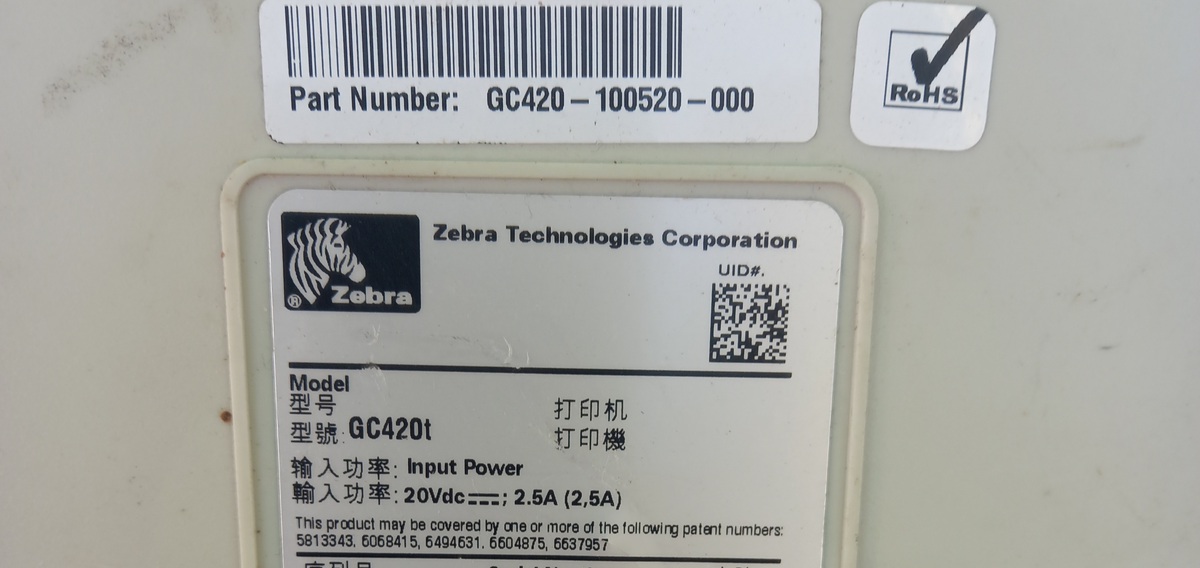 Part Number: GC420-100520-000
RoHS
Zebra Technologies Corporation
® Zebra
UID#.
Model
型号
打印机
型號: GC420t
打印機
输入功率: Input Power
輸入功率: 20Vdc⎓; 2.5A (2,5A)
This product may be covered by one or more of the following patent numbers:
5813343, 6068415, 6494631. 6604875, 6637957